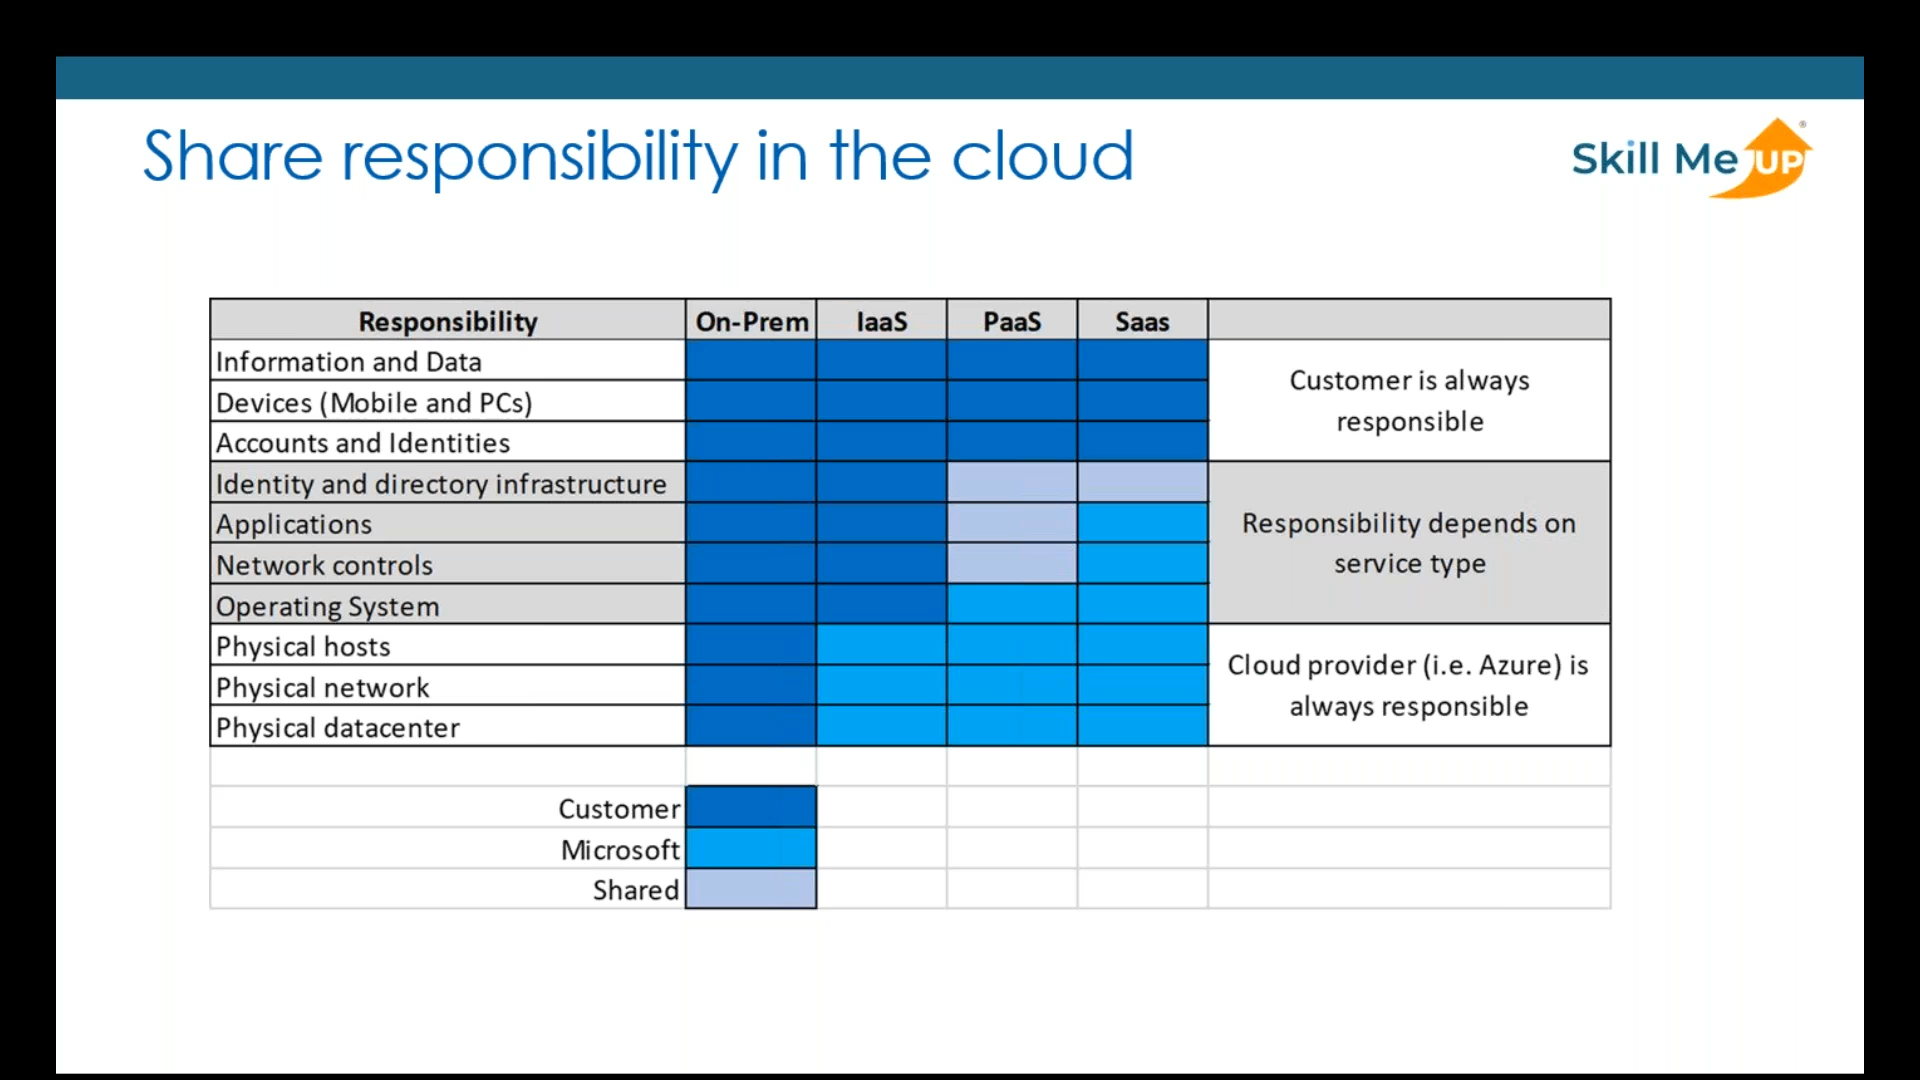 Share responsibility in the cloud
Skill Me UP®
Responsibility On-Prem IaaS PaaS Saas
Information and Data
Devices (Mobile and PCs)
Accounts and Identities
Customer is always
responsible
Identity and directory infrastructure
Applications
Network controls
Operating System
Responsibility depends on
service type
Physical hosts
Physical network
Physical datacenter
Cloud provider (i.e. Azure) is
always responsible
Customer
Microsoft
Shared